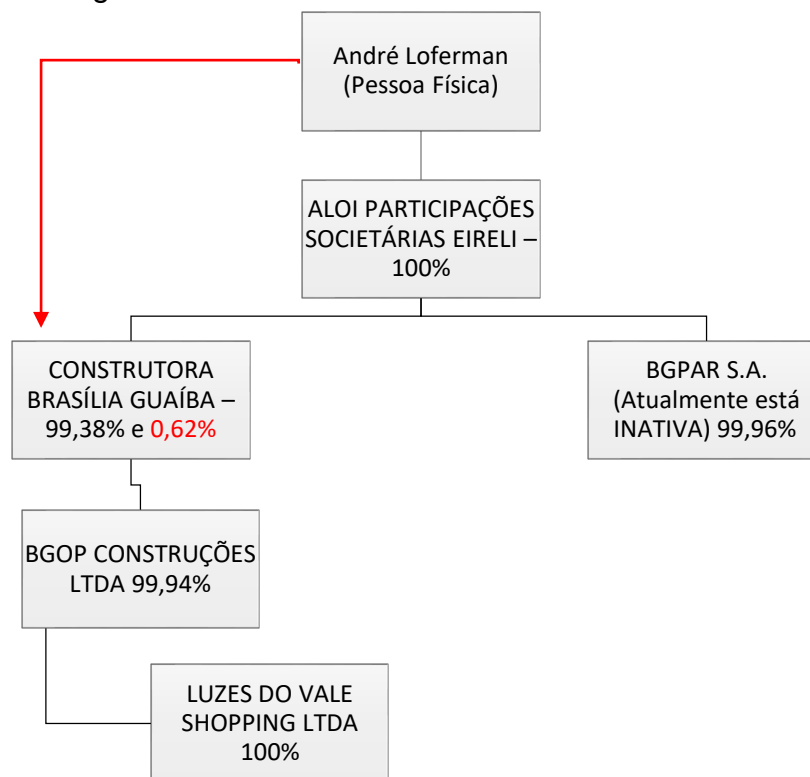 André Loferman
(Pessoa Física)
ALOI PARTICIPAÇÕES
SOCIETÁRIAS EIRELI –
100%
CONSTRUTORA
BRASÍLIA GUAÍBA –
99,38% e 0,62%
BGPAR S.A.
(Atualmente está
INATIVA) 99,96%
BGOP CONSTRUÇÕES
LTDA 99,94%
LUZES DO VALE
SHOPPING LTDA
100%